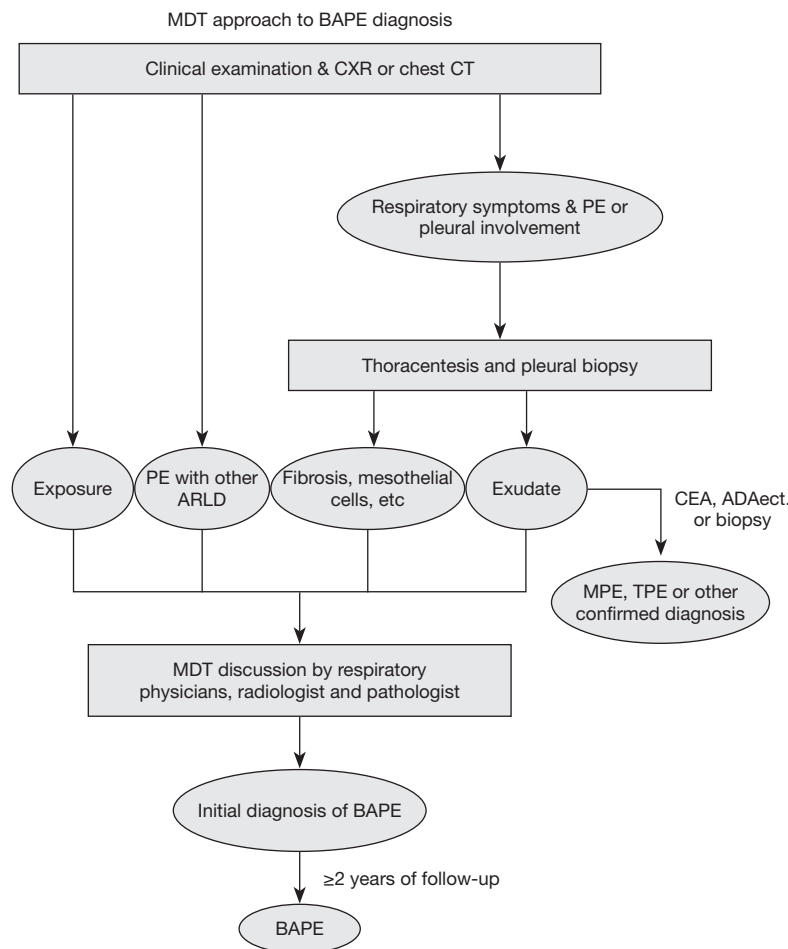 MDT approach to BAPE diagnosis
Clinical examination & CXR or chest CT
Respiratory symptoms & PE or
pleural involvement
Thoracentesis and pleural biopsy
Exposure
PE with other
ARLD
Fibrosis, mesothelial
cells, etc
Exudate
CEA, ADAect.
or biopsy
MPE, TPE or other
confirmed diagnosis
MDT discussion by respiratory
physicians, radiologist and pathologist
Initial diagnosis of BAPE
≥2 years of follow-up
BAPE